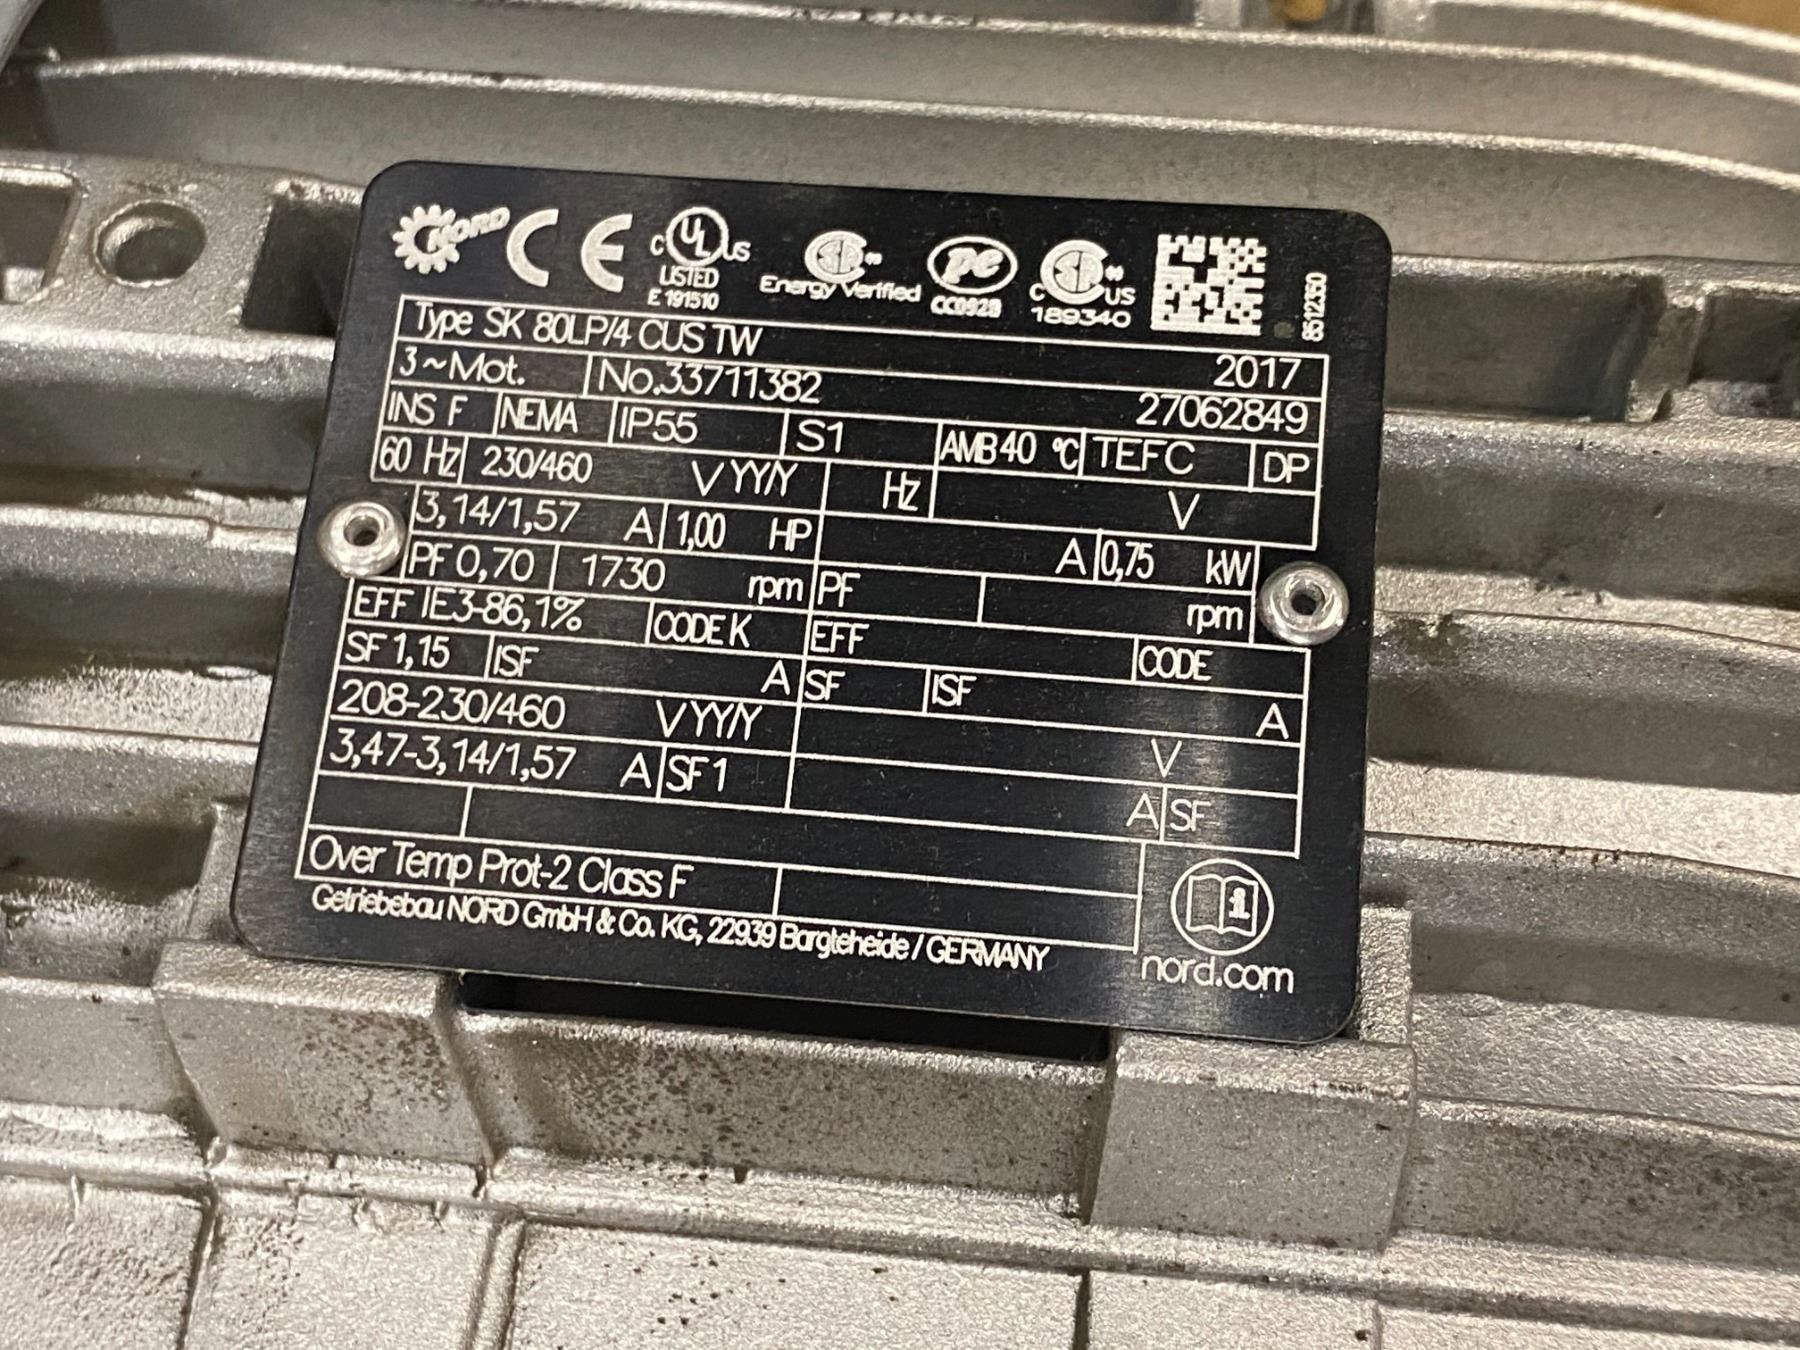 NORD CE c UL us Energy Verified pc c us
LISTED
E 191510 CC092B 189340 8512350
Type SK 80LP/4 CUS TW 2017
3~Mot. No.33711382 27062849
INS F NEMA IP55 S1 AMB 40 °C TEFC DP
60 Hz 230/460 V YY/Y Hz V
3,14/1,57 A 1,00 HP A 0,75 kW
PF 0,70 1730 rpm PF rpm
EFF IE3-86,1% CODE K EFF CODE
SF 1,15 ISF A SF ISF A
208-230/460 V YY/Y V
3,47-3,14/1,57 A SF 1 A SF
Over Temp Prot-2 Class F
Getriebebau NORD GmbH & Co. KG, 22939 Bargteheide / GERMANY
nord.com